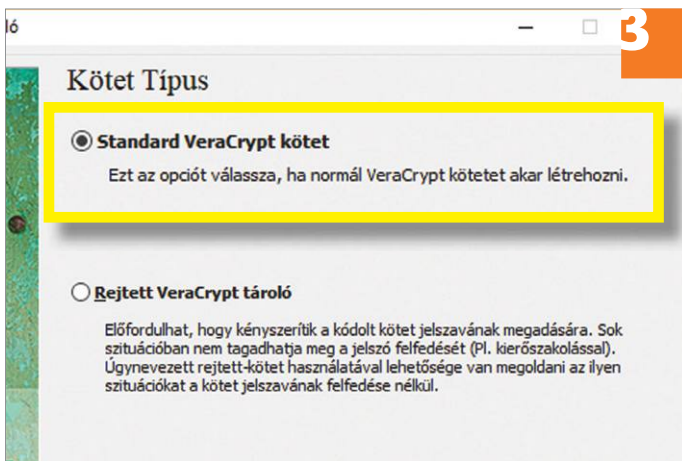 ló
3
Kötet Típus
Standard VeraCrypt kötet
Ezt az opciót válassza, ha normál VeraCrypt kötetet akar létrehozni.
Rejtett VeraCrypt tároló
Előfordulhat, hogy kényszerítik a kódolt kötet jelszavának megadására. Sok
szituációban nem tagadhatja meg a jelszó felfedését (Pl. kierőszakolással).
Úgynevezett rejtett-kötet használatával lehetősége van megoldani az ilyen
szituációkat a kötet jelszavának felfedése nélkül.